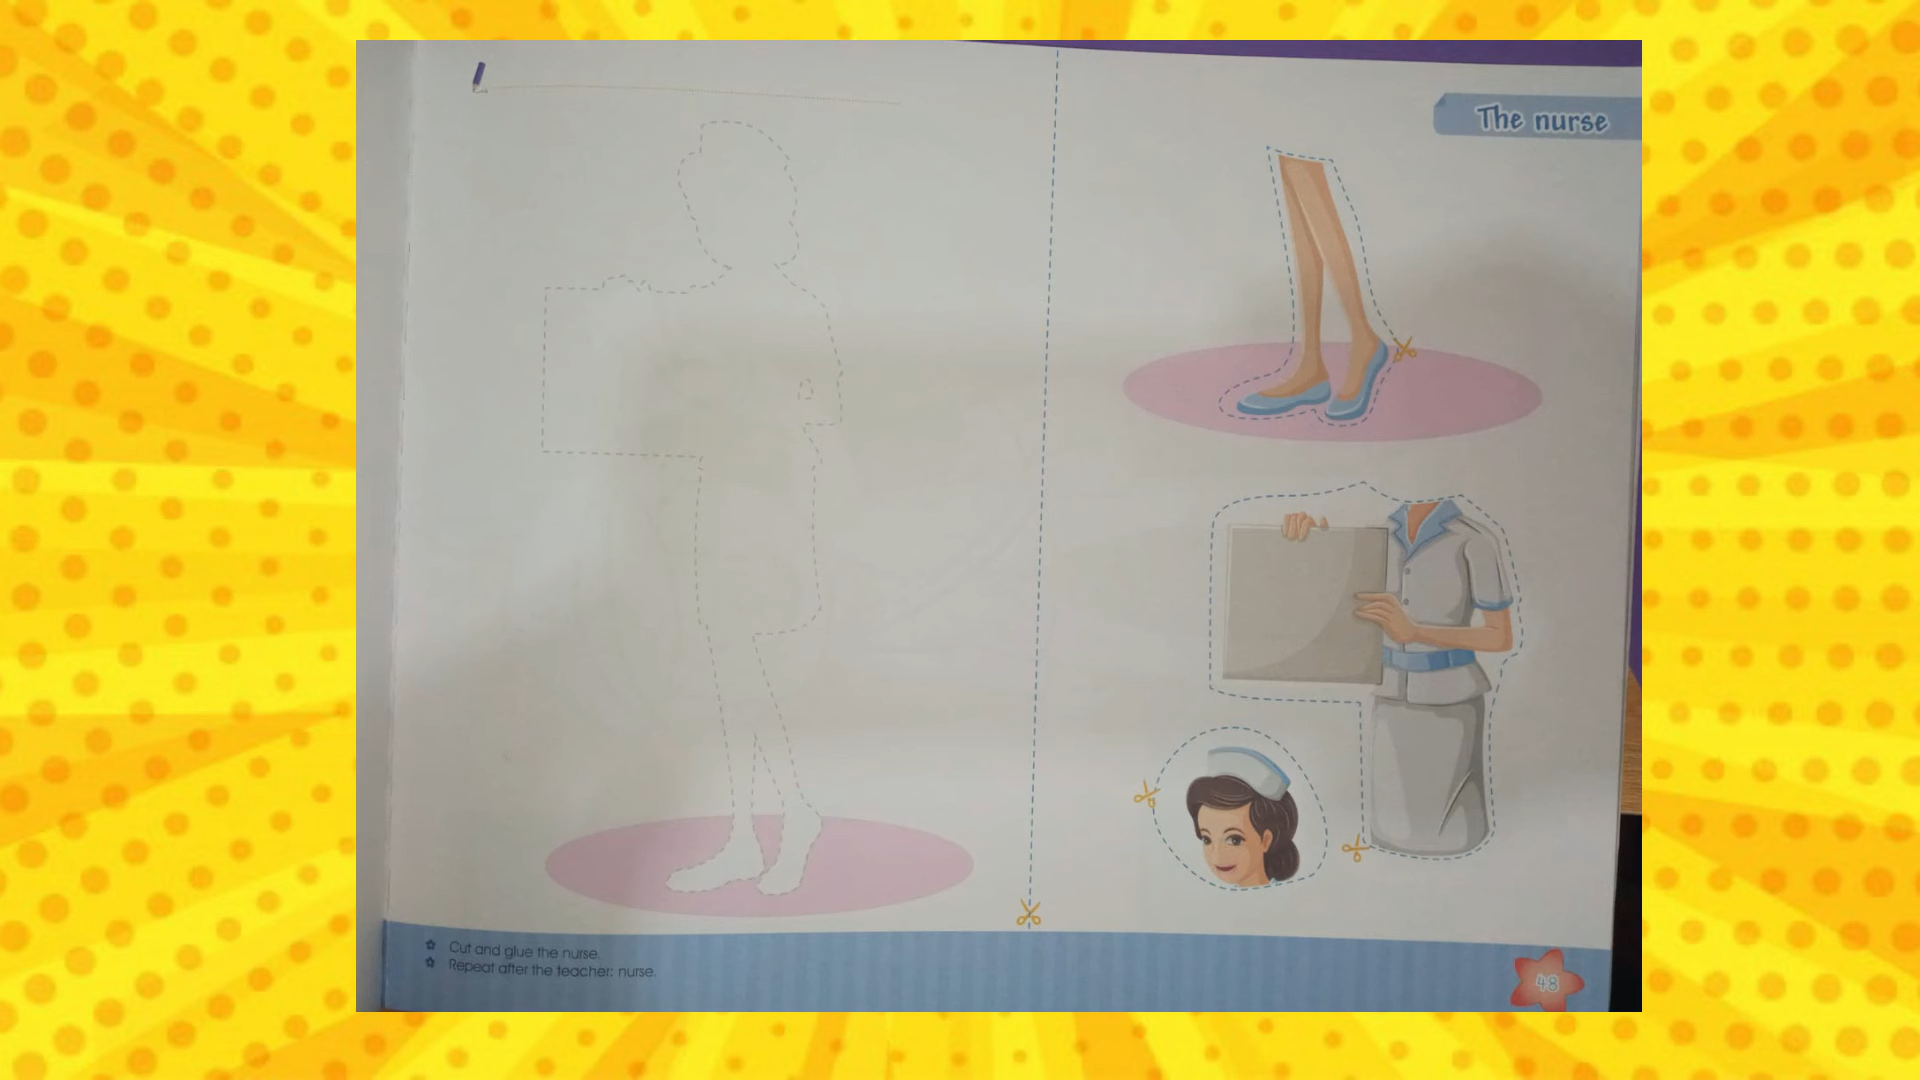 The nurse
Cut and glue the nurse.
Repeat after the teacher: nurse.
48